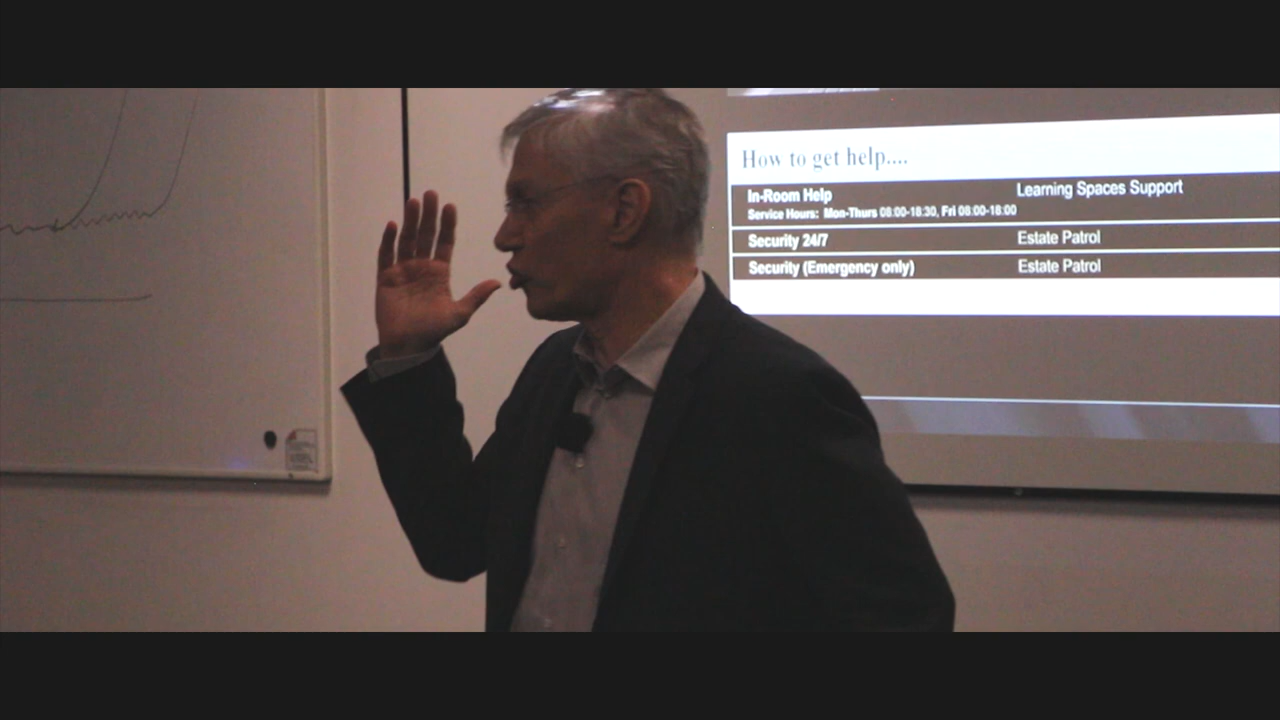 How to get help....
In-Room Help Learning Spaces Support
Service Hours: Mon-Thurs 08:00-18:30, Fri 08:00-18:00
Security 24/7 Estate Patrol
Security (Emergency only) Estate Patrol